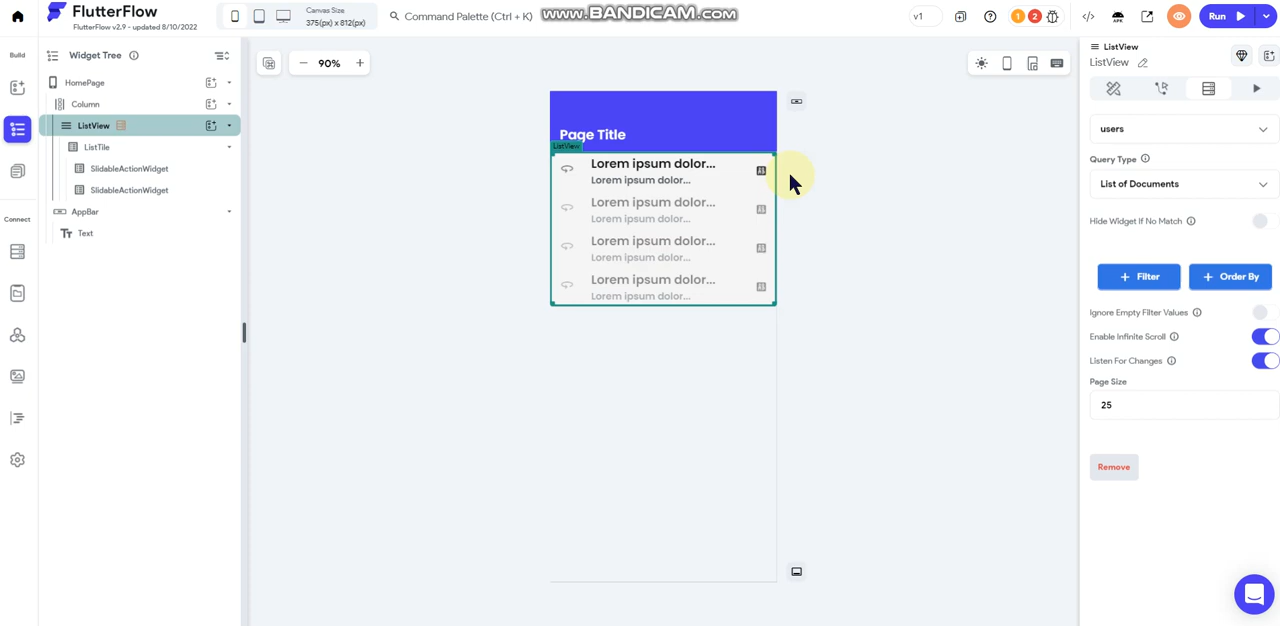 FlutterFlow
FlutterFlow v2.9 - updated 8/10/2022
Canvas Size
375(px) x 812(px)
Command Palette (Ctrl + K)
www.BANDICAM.com
v1
1
2
APK
Run
Build
Connect
Widget Tree
HomePage
Column
ListView
ListTile
SlidableActionWidget
SlidableActionWidget
AppBar
Tт Text
90%
Page Title
ListView
Lorem ipsum dolor...
Lorem ipsum dolor...
Lorem ipsum dolor...
Lorem ipsum dolor...
Lorem ipsum dolor...
Lorem ipsum dolor...
Lorem ipsum dolor...
Lorem ipsum dolor...
ListView
ListView
users
Query Type
List of Documents
Hide Widget If No Match
+ Filter
+ Order By
Ignore Empty Filter Values
Enable Infinite Scroll
Listen For Changes
Page Size
25
Remove